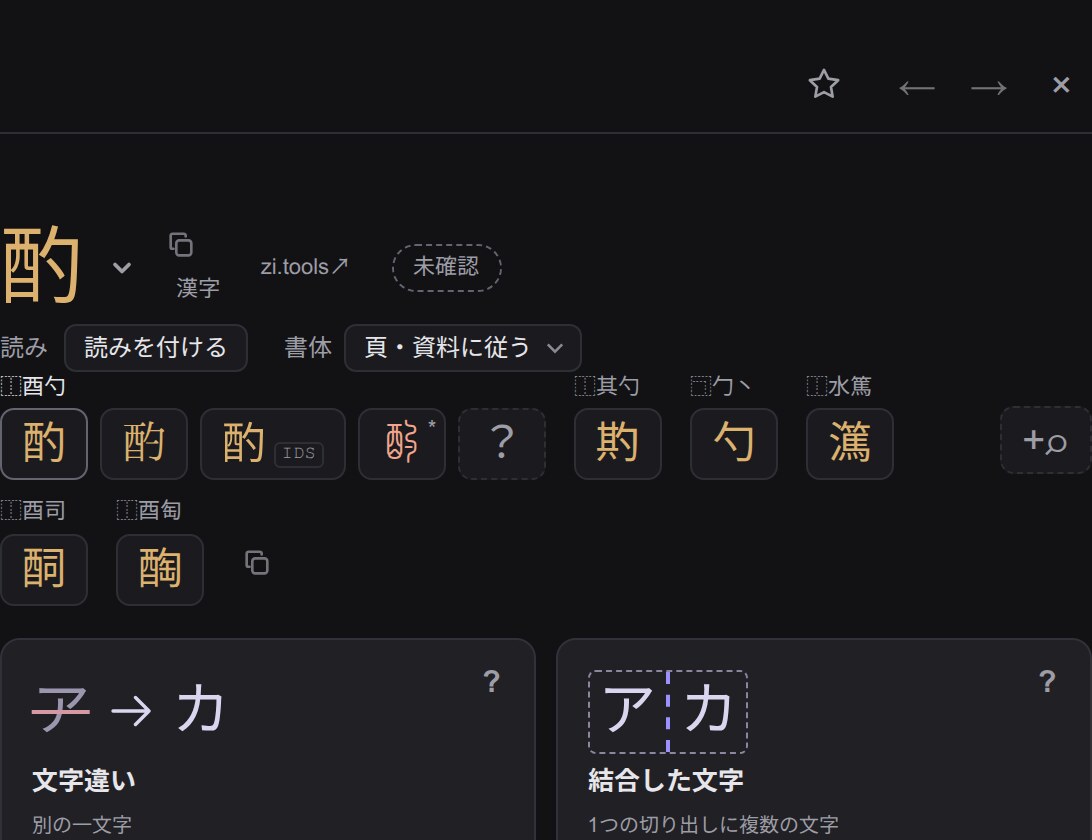 酌
漢字
zi.tools↗
未確認
読み 読みを付ける 書体 頁・資料に従う
⿰酉勺 ⿰其勺 ⿹勹丶 ⿰水篤
酌 酌 酌 IDS * ? 斢 勺 𤄃
⿰酉司 ⿰酉匋
酠 醄
ア → カ ?
文字違い
別の一文字
ア カ ?
結合した文字
1つの切り出しに複数の文字